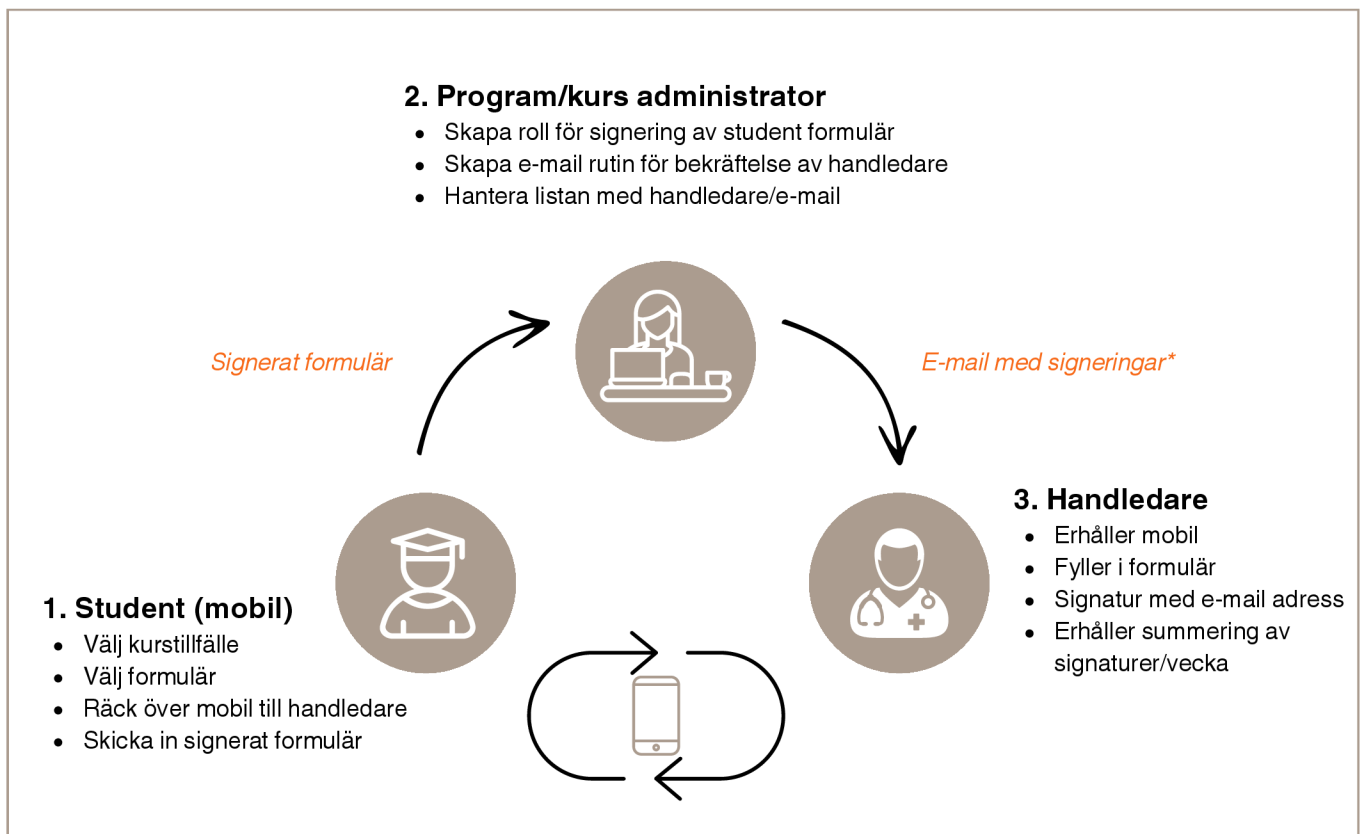 2. Program/kurs administrator
• Skapa roll för signering av student formulär
• Skapa e-mail rutin för bekräftelse av handledare
• Hantera listan med handledare/e-mail
Signerat formulär
E-mail med signeringar*
1. Student (mobil)
• Välj kurstillfälle
• Välj formulär
• Räck över mobil till handledare
• Skicka in signerat formulär
3. Handledare
• Erhåller mobil
• Fyller i formulär
• Signatur med e-mail adress
• Erhåller summering av
signaturer/vecka